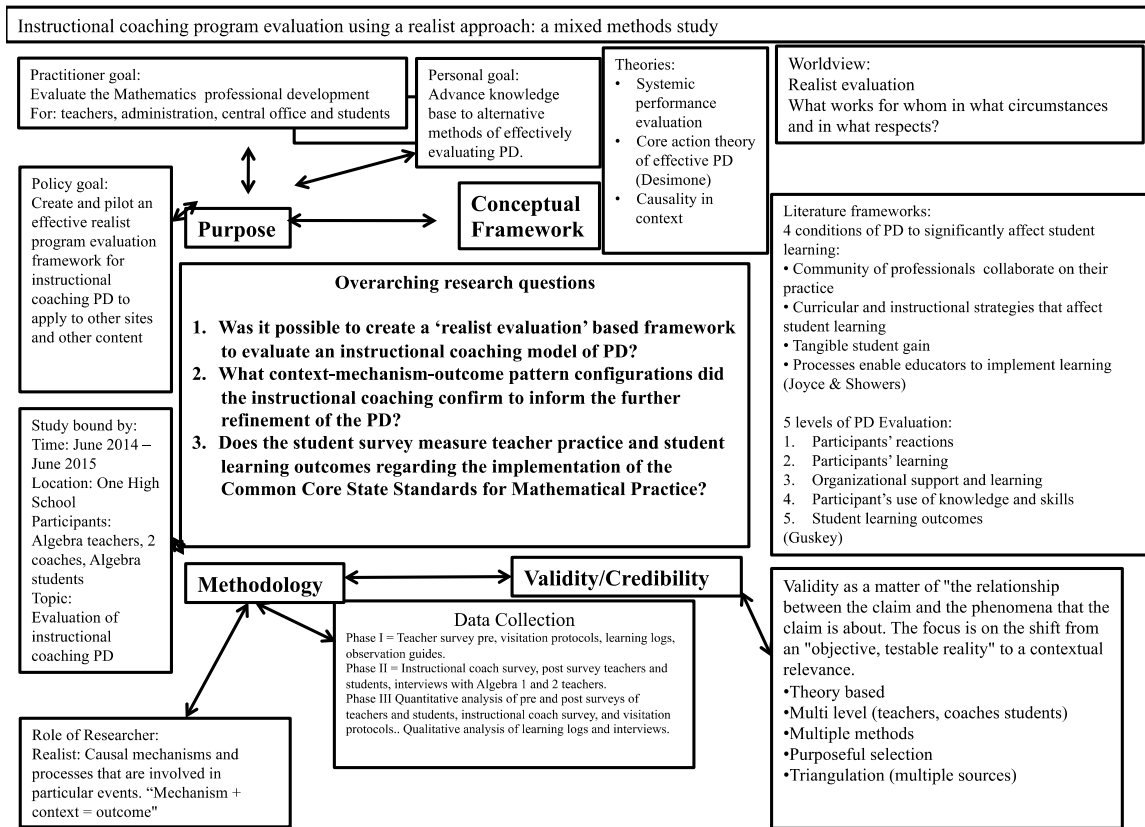 Instructional coaching program evaluation using a realist approach: a mixed methods study
Practitioner goal:
Evaluate the Mathematics professional development
For: teachers, administration, central office and students
Personal goal:
Advance knowledge
base to alternative
methods of effectively
evaluating PD.
Theories:
• Systemic
performance
evaluation
• Core action theory
of effective PD
(Desimone)
• Causality in
context
Worldview:
Realist evaluation
What works for whom in what circumstances
and in what respects?
Policy goal:
Create and pilot an
effective realist
program evaluation
framework for
instructional
coaching PD to
apply to other sites
and other content
Purpose
Conceptual
Framework
Literature frameworks:
4 conditions of PD to significantly affect student
learning:
• Community of professionals collaborate on their
practice
• Curricular and instructional strategies that affect
student learning
• Tangible student gain
• Processes enable educators to implement learning
(Joyce & Showers)
5 levels of PD Evaluation:
1. Participants' reactions
2. Participants' learning
3. Organizational support and learning
4. Participant's use of knowledge and skills
5. Student learning outcomes
(Guskey)
Overarching research questions
1. Was it possible to create a 'realist evaluation' based framework
to evaluate an instructional coaching model of PD?
2. What context-mechanism-outcome pattern configurations did
the instructional coaching confirm to inform the further
refinement of the PD?
3. Does the student survey measure teacher practice and student
learning outcomes regarding the implementation of the
Common Core State Standards for Mathematical Practice?
Study bound by:
Time: June 2014 –
June 2015
Location: One High
School
Participants:
Algebra teachers, 2
coaches, Algebra
students
Topic:
Evaluation of
instructional
coaching PD
Methodology
Validity/Credibility
Data Collection
Phase I = Teacher survey pre, visitation protocols, learning logs,
observation guides.
Phase II = Instructional coach survey, post survey teachers and
students, interviews with Algebra 1 and 2 teachers.
Phase III Quantitative analysis of pre and post surveys of
teachers and students, instructional coach survey, and visitation
protocols.. Qualitative analysis of learning logs and interviews.
Validity as a matter of "the relationship
between the claim and the phenomena that the
claim is about. The focus is on the shift from
an "objective, testable reality" to a contextual
relevance.
•Theory based
•Multi level (teachers, coaches students)
•Multiple methods
•Purposeful selection
•Triangulation (multiple sources)
Role of Researcher:
Realist: Causal mechanisms and
processes that are involved in
particular events. “Mechanism +
context = outcome"